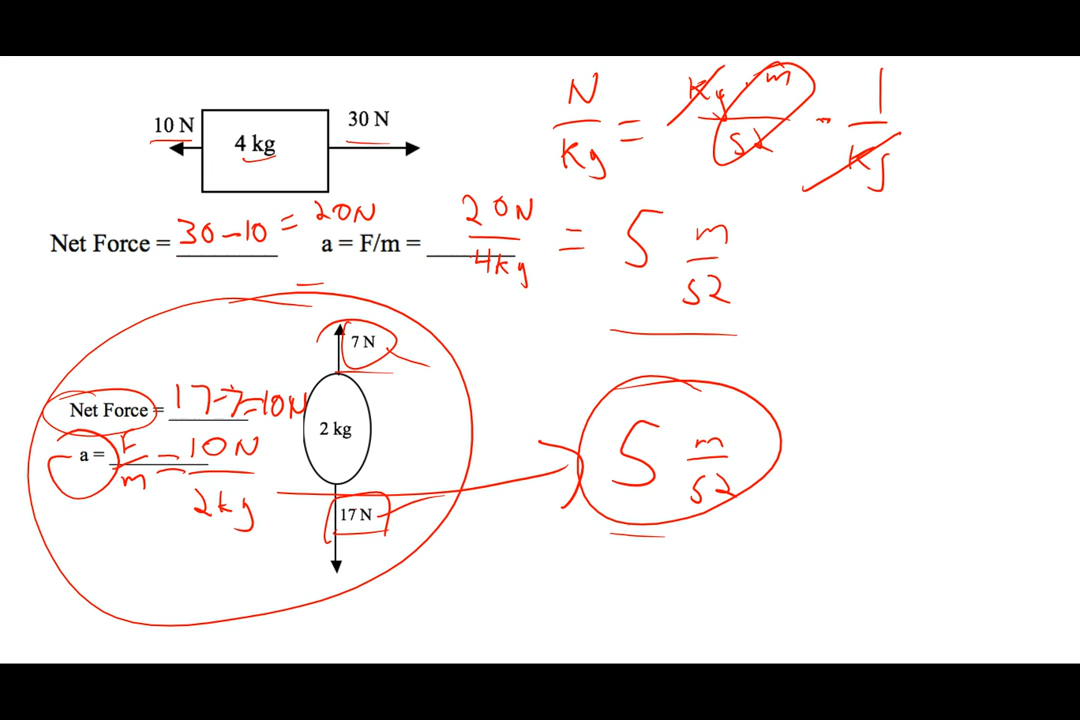 N/Kg = Kg · m/s2 · 1/Kg
10 N 4 kg 30 N
Net Force = 30 - 10 = 20N a = F/m = 20N/4kg = 5 m/s2
7 N
Net Force = 17-7=10N
a = F/m = 10N/2kg 2 kg 5 m/s2
17 N